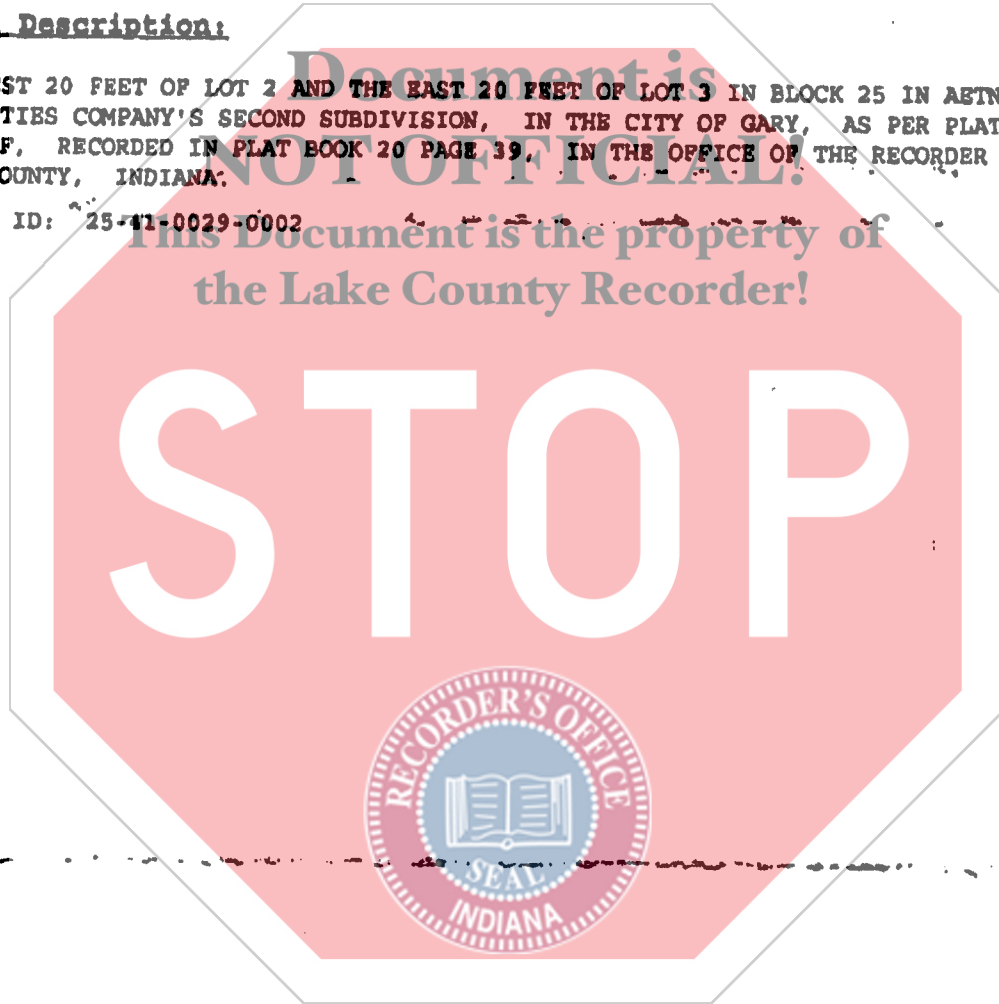 Description:
Document is
ST 20 FEET OF LOT 2 AND THE EAST 20 FEET OF LOT 3 IN BLOCK 25 IN AETN
TIES COMPANY'S SECOND SUBDIVISION, IN THE CITY OF GARY, AS PER PLAT
NOT OFFICIAL!
F, RECORDED IN PLAT BOOK 20 PAGE 39, IN THE OFFICE OF THE RECORDER
OUNTY, INDIANA.
ID: 25-41-0029-0002
This Document is the property of
the Lake County Recorder!
STOP
RECORDER'S OFFICE
SEAL
INDIANA